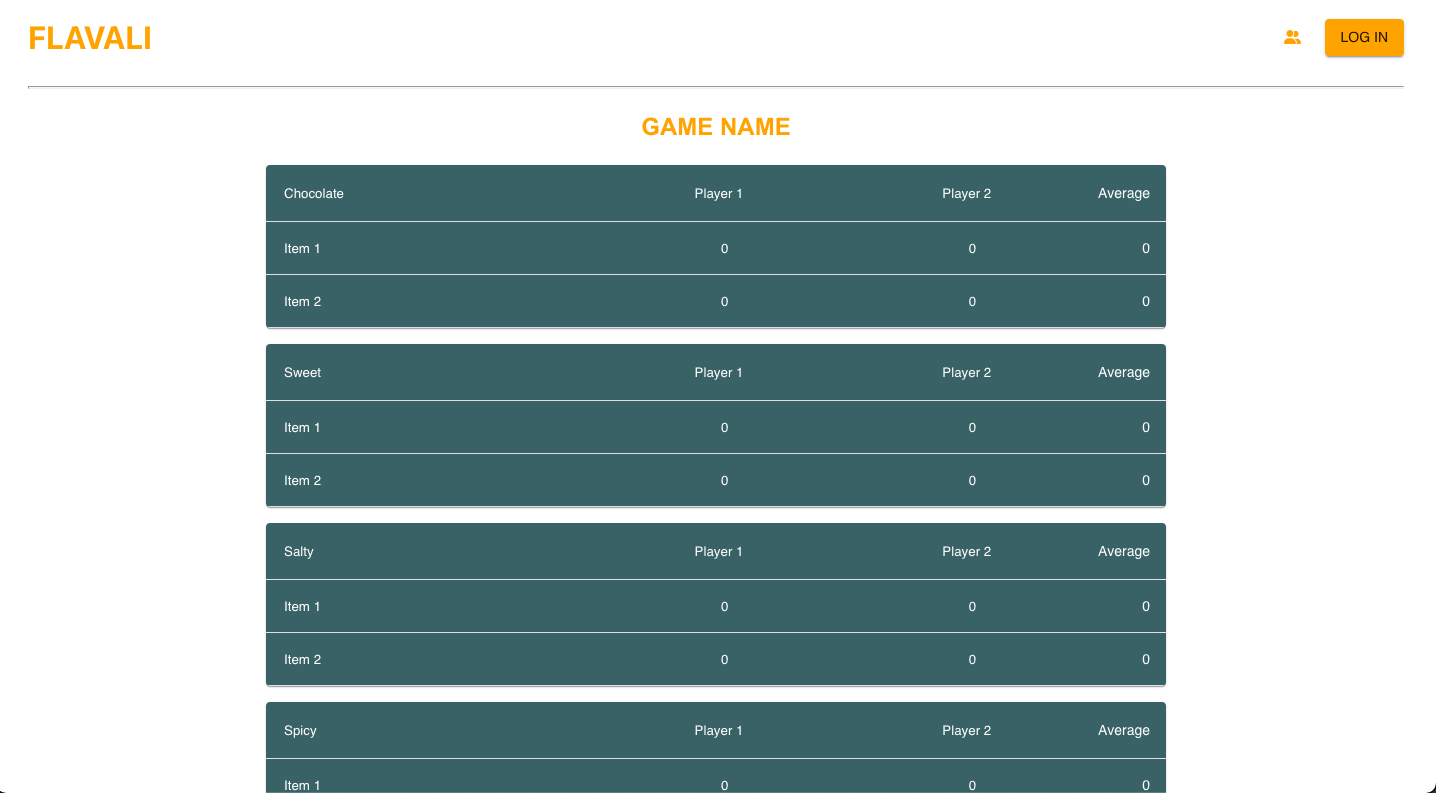 FLAVALI LOG IN
GAME NAME
Chocolate Player 1 Player 2 Average
Item 1 0 0 0
Item 2 0 0 0
Sweet Player 1 Player 2 Average
Item 1 0 0 0
Item 2 0 0 0
Salty Player 1 Player 2 Average
Item 1 0 0 0
Item 2 0 0 0
Spicy Player 1 Player 2 Average
Item 1 0 0 0